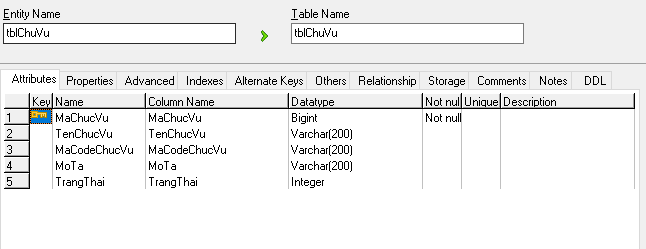 Entity Name
Table Name
tblChuVu
tblChuVu
Attributes Properties Advanced Indexes Alternate Keys Others Relationship Storage Comments Notes DDL
Key Name Column Name Datatype Not null Unique Description
1 MaChucVu MaChucVu Bigint Not null
2 TenChucVu TenChucVu Varchar(200)
3 MaCodeChucVu MaCodeChucVu Varchar(200)
4 MoTa MoTa Varchar(200)
5 TrangThai TrangThai Integer